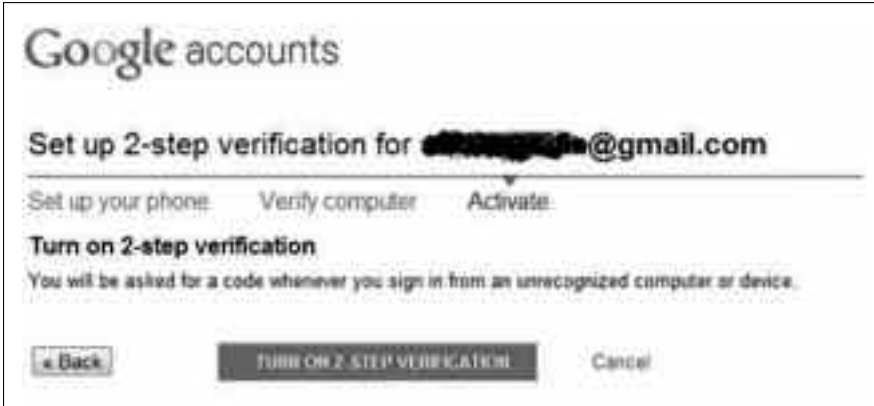 Google accounts
Set up 2-step verification for @gmail.com
Set up your phone Verify computer Activate
Turn on 2-step verification
You will be asked for a code whenever you sign in from an unrecognized computer or device.
« Back TURN ON 2-STEP VERIFICATION Cancel